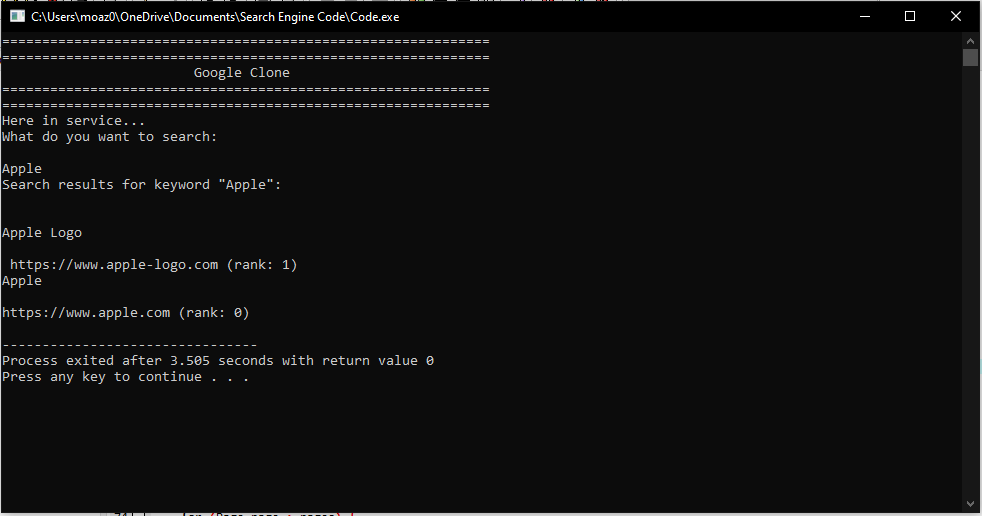 C:\Users\moaz0\OneDrive\Documents\Search Engine Code\Code.exe
=============================================================
=============================================================
                        Google Clone
=============================================================
=============================================================
Here in service...
What do you want to search:

Apple
Search results for keyword "Apple":


Apple Logo

 https://www.apple-logo.com (rank: 1)
Apple

https://www.apple.com (rank: 0)

--------------------------------
Process exited after 3.505 seconds with return value 0
Press any key to continue . . .